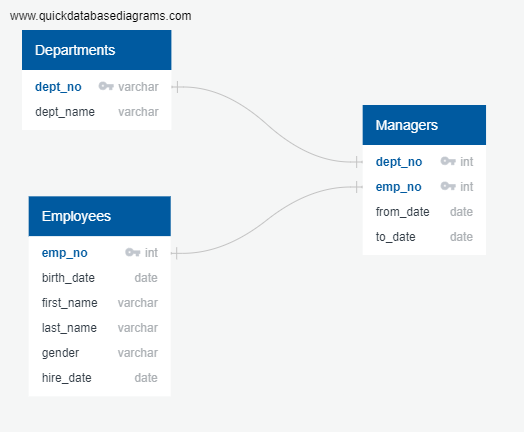 www.quickdatabasediagrams.com
Departments
dept_no varchar
dept_name varchar
Managers
dept_no int
emp_no int
from_date date
to_date date
Employees
emp_no int
birth_date date
first_name varchar
last_name varchar
gender varchar
hire_date date